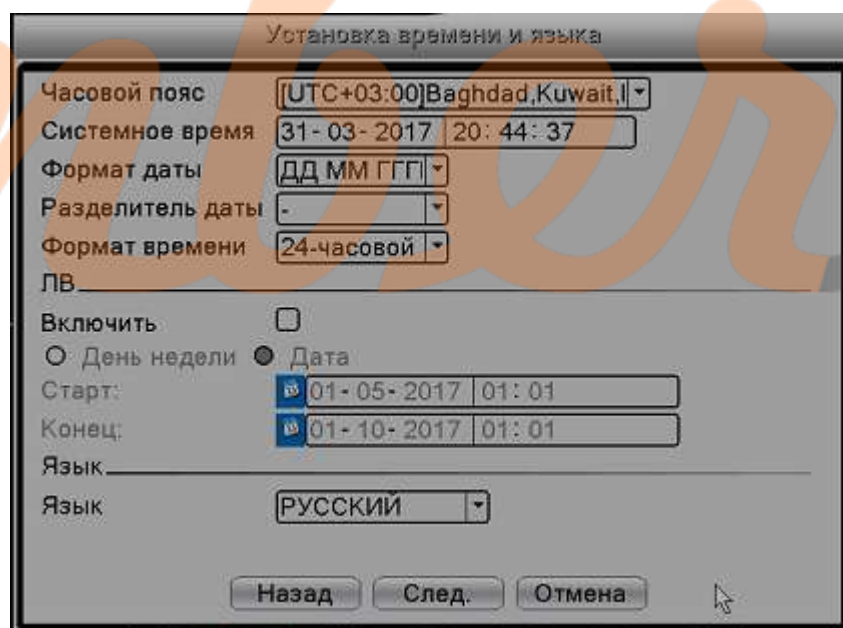 Установка времени и языка
Часовой пояс [UTC+03:00]Baghdad,Kuwait,
Системное время 31-03-2017 20:44:37
Формат даты ДД ММ ГГГ
Разделитель даты -
Формат времени 24-часовой
ЛВ
Включить
День недели Дата
Старт: 01-05-2017 01:01
Конец: 01-10-2017 01:01
Язык
Язык РУССКИЙ
Назад След. Отмена